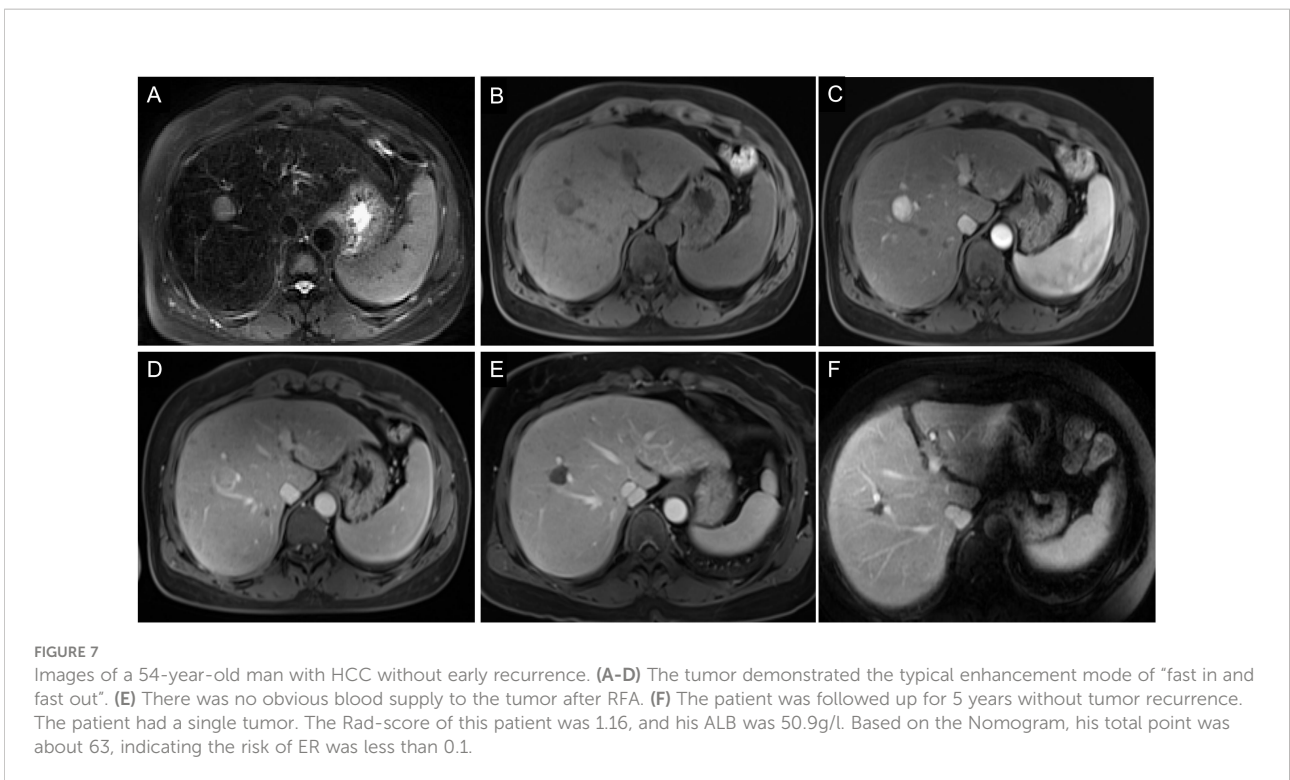 A
B
C
D
E
F
FIGURE 7
Images of a 54-year-old man with HCC without early recurrence. (A-D) The tumor demonstrated the typical enhancement mode of “fast in and
fast out”. (E) There was no obvious blood supply to the tumor after RFA. (F) The patient was followed up for 5 years without tumor recurrence.
The patient had a single tumor. The Rad-score of this patient was 1.16, and his ALB was 50.9g/l. Based on the Nomogram, his total point was
about 63, indicating the risk of ER was less than 0.1.